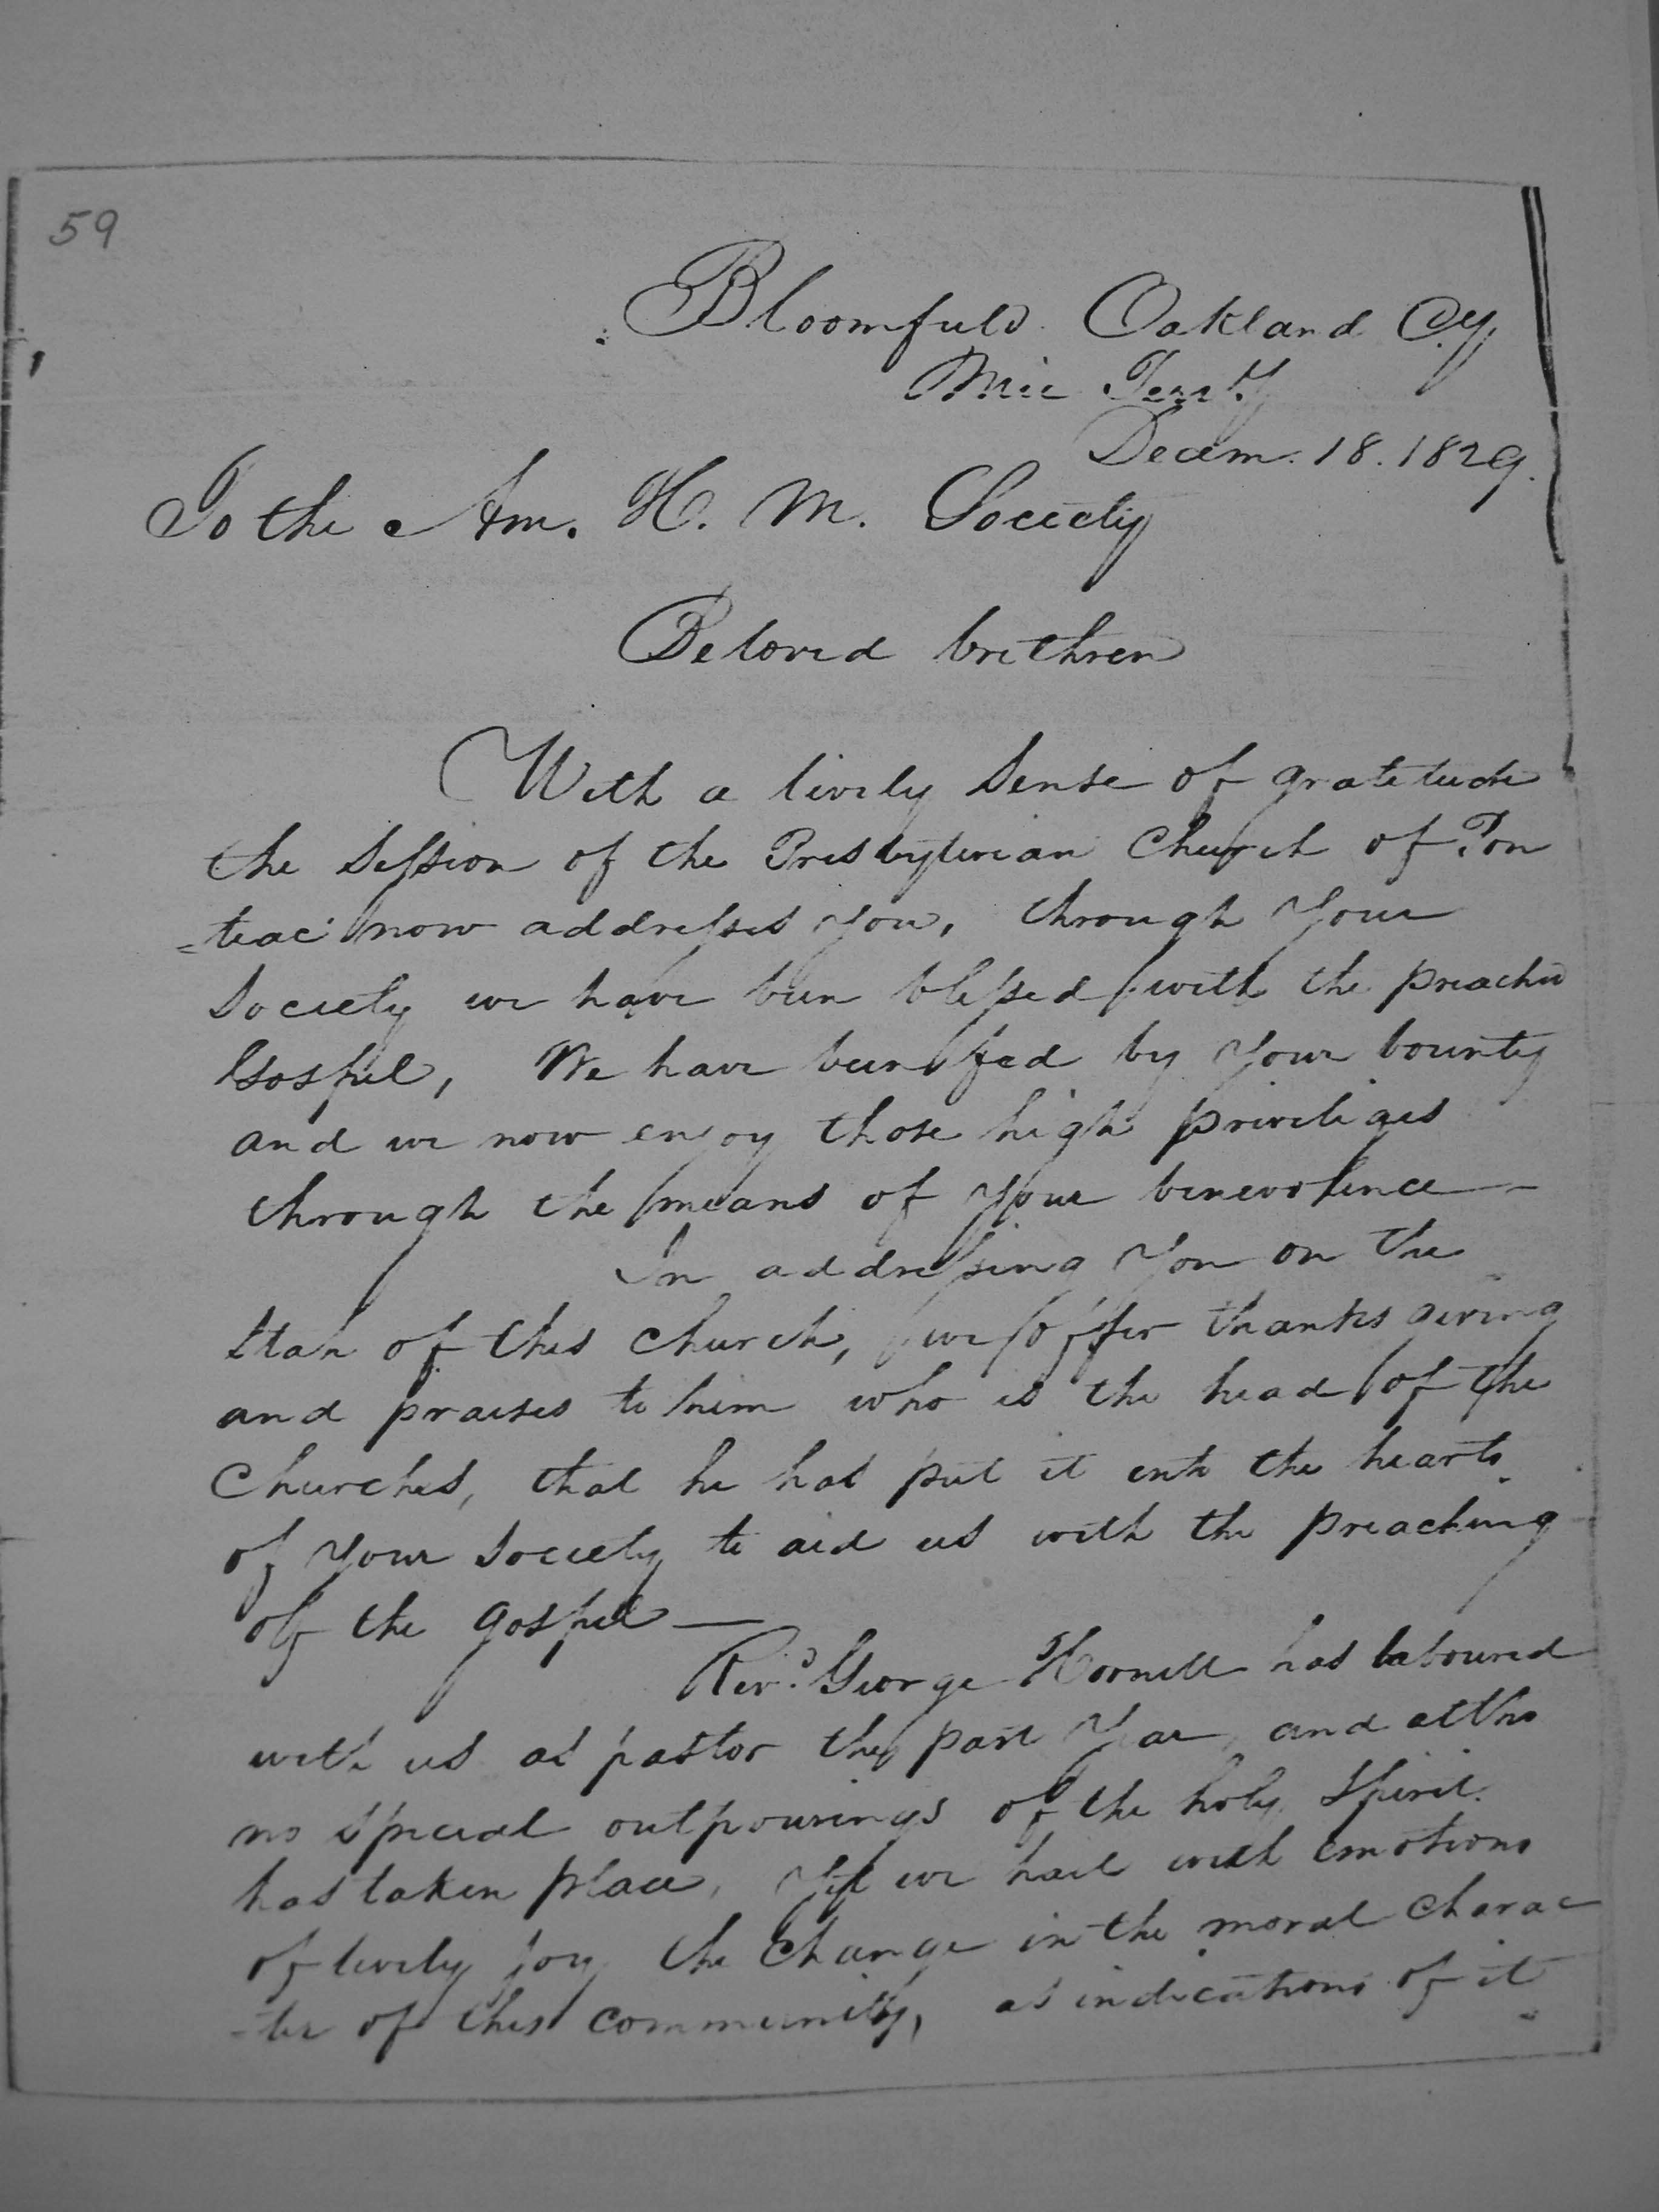 59
Bloomfield Oakland Cy
Mic Terrty
Decem. 18. 1829.
To the Am. H. M. Society
Beloved brethren
With a lively sense of gratitude
the session of the Presbyterian Church of Pon
=teac now addresses you, through your
Society we have been blessed with the preachd
Gospel, We have been fed by your bounty
and we now enjoy those high priveliges
through the means of your benevolence—
In addressing you on the
state of this church, we offer thanks giving
and praises to him who is the head of the
Churches, that he has put it into the hearts
of your society to aid us with the preaching
of the gospel —
Revd. George Hornell has laboured
with us as pastor the past year, and altho
no special outpourings of the holy spirit
has taken place, yet we hail with emotions
of lively joy the change in the moral charac
-ter of this community, as indications of it